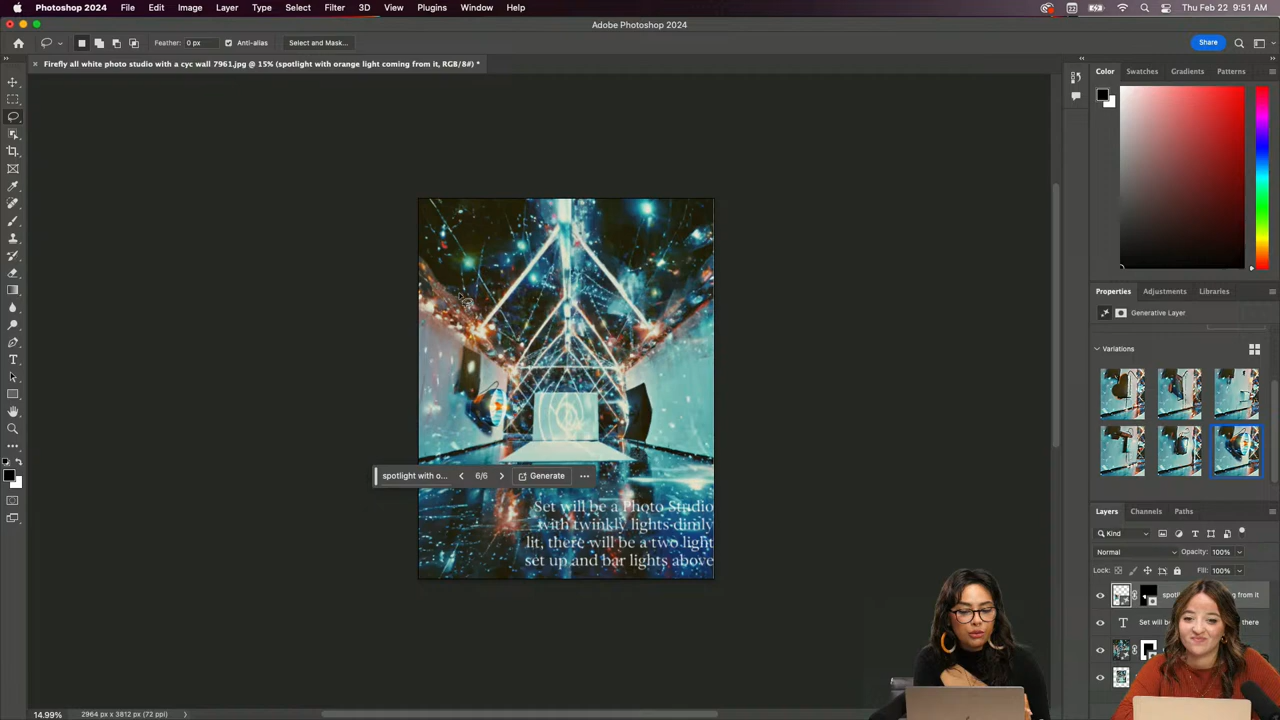 Photoshop 2024 File Edit Image Layer Type Select Filter 3D View Plugins Window Help Thu Feb 22 9:51 AM
Adobe Photoshop 2024
Feather: 0 px Anti-alias Select and Mask... Share
Firefly all white photo studio with a cyc wall 7961.jpg @ 15% (spotlight with orange light coming from it, RGB/8#) *
Color Swatches Gradients Patterns
Properties Adjustments Libraries
Generative Layer
Variations
spotlight with o... 6/6 Generate
Set will be a Photo Studio
with twinkly lights dimly
lit, there will be a two light
set up and bar lights above
Layers Channels Paths
Kind
Normal Opacity: 100%
Lock: Fill: 100%
Set will be
there
14.99% 2964 px x 3812 px (72 ppi)